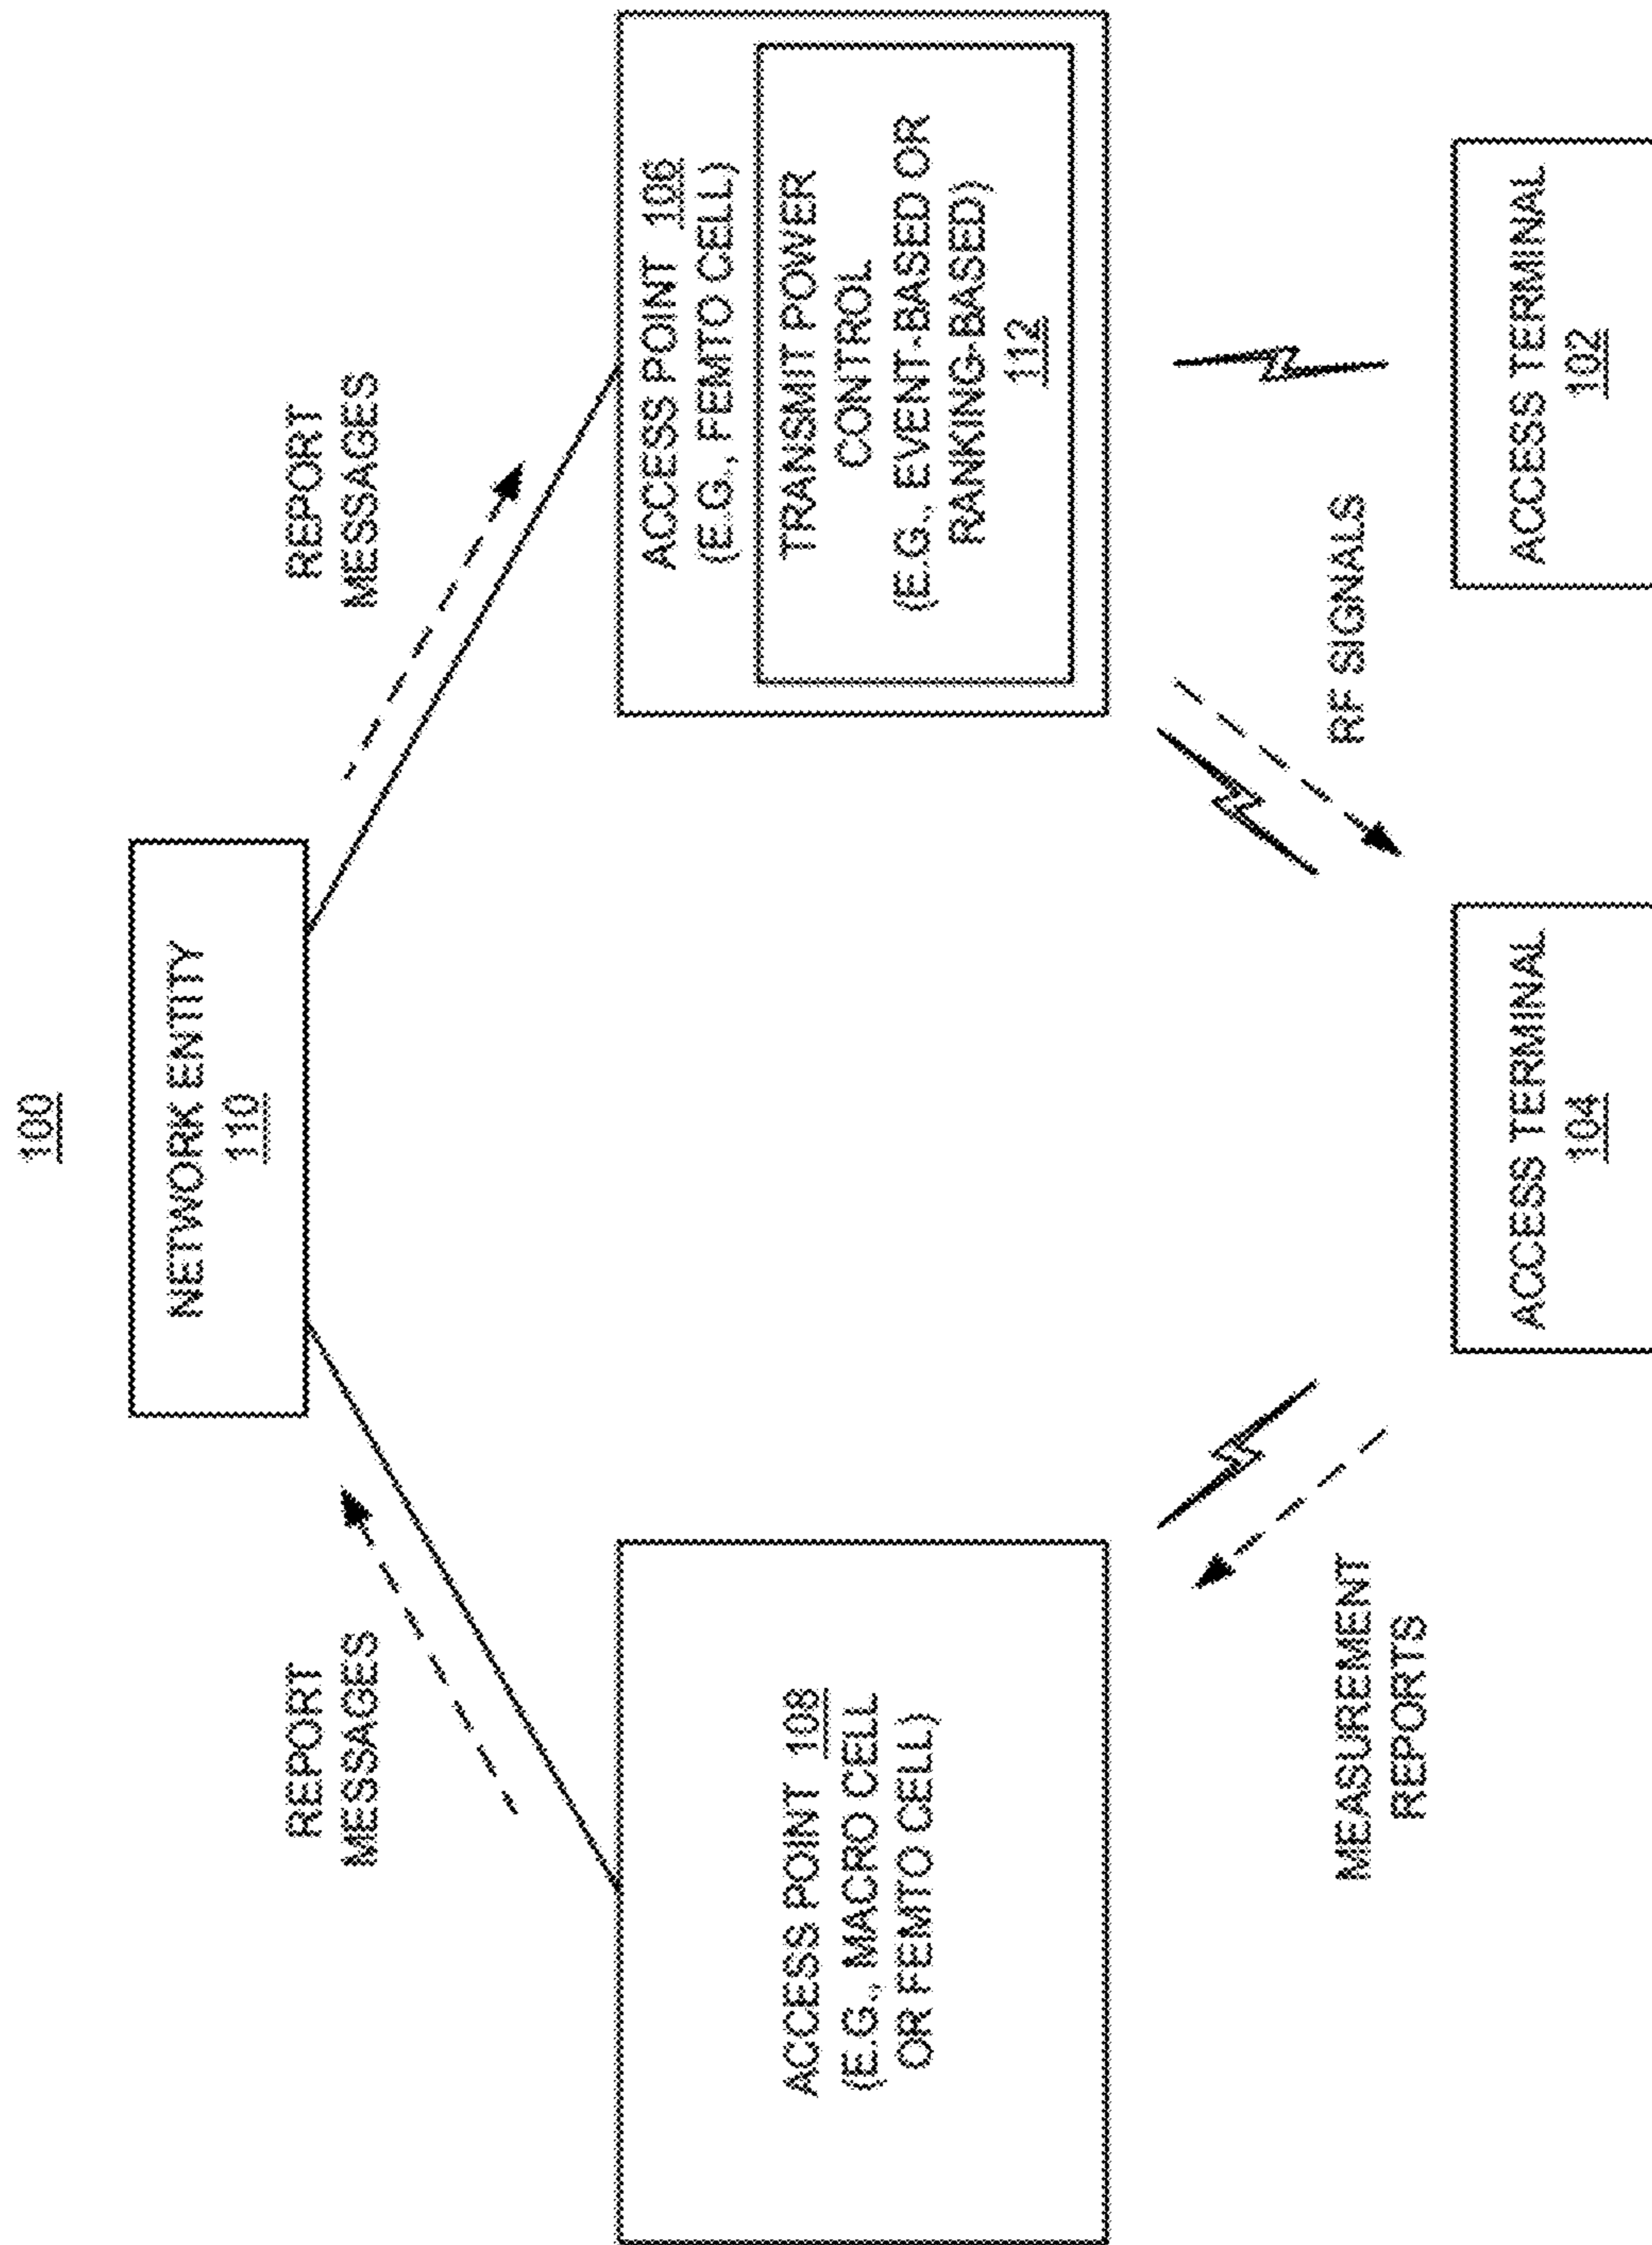 100
NETWORK ENTITY
110
REPORT
MESSAGES
REPORT
MESSAGES
ACCESS POINT 108
(E.G., MACRO CELL
OR FEMTO CELL)
ACCESS POINT 106
(E.G., FEMTO CELL)
TRANSMIT POWER
CONTROL
(E.G., EVENT-BASED OR
RANKING-BASED)
112
MEASUREMENT
REPORTS
RF SIGNALS
ACCESS TERMINAL
104
ACCESS TERMINAL
102